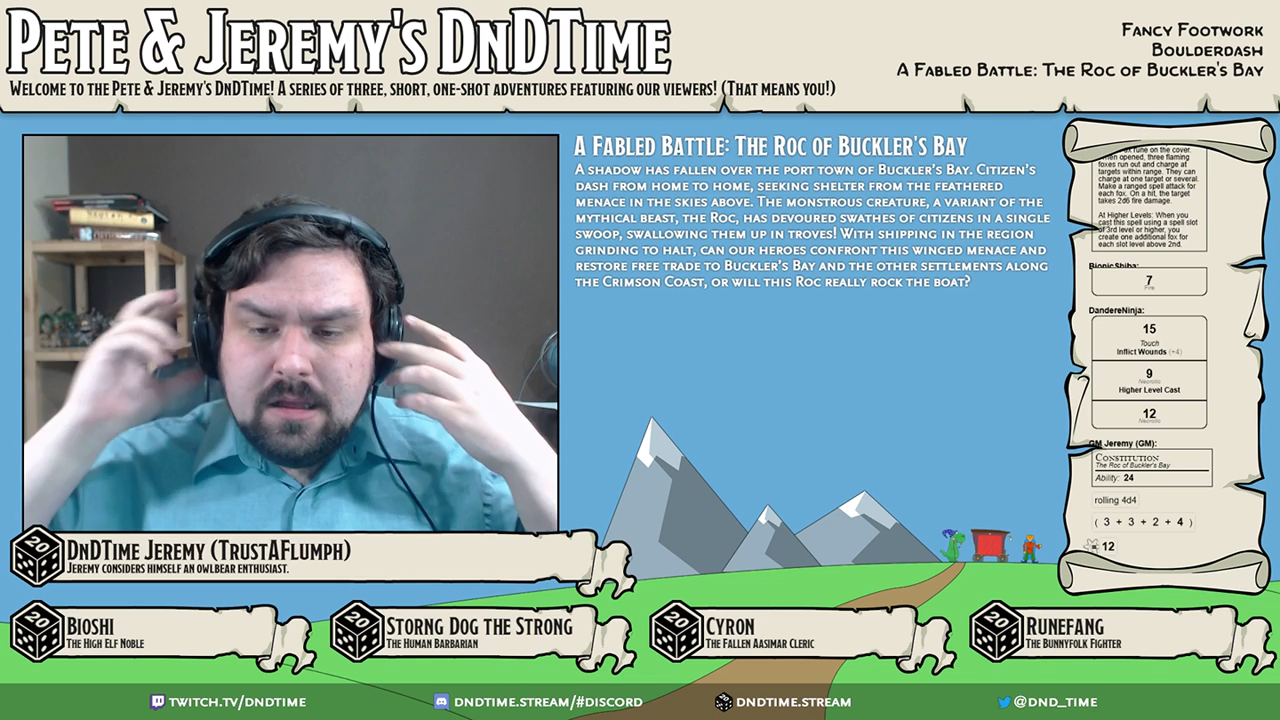 PETE & JEREMY'S DNDTIME
WELCOME TO THE PETE & JEREMY'S DNDTIME! A SERIES OF THREE, SHORT, ONE-SHOT ADVENTURES FEATURING OUR VIEWERS! (THAT MEANS YOU!)
FANCY FOOTWORK
BOULDERDASH
A FABLED BATTLE: THE ROC OF BUCKLER'S BAY
A FABLED BATTLE: THE ROC OF BUCKLER'S BAY
A SHADOW HAS FALLEN OVER THE PORT TOWN OF BUCKLER'S BAY. CITIZEN'S
DASH FROM HOME TO HOME, SEEKING SHELTER FROM THE FEATHERED
MENACE IN THE SKIES ABOVE. THE MONSTROUS CREATURE, A VARIANT OF THE
MYTHICAL BEAST, THE ROC, HAS DEVOURED SWATHES OF CITIZENS IN A SINGLE
SWOOP, SWALLOWING THEM UP IN TROVES! WITH SHIPPING IN THE REGION
GRINDING TO HALT, CAN OUR HEROES CONFRONT THIS WINGED MENACE AND
RESTORE FREE TRADE TO BUCKLER'S BAY AND THE OTHER SETTLEMENTS ALONG
THE CRIMSON COAST, OR WILL THIS ROC REALLY ROCK THE BOAT?
rune on the cover.
When opened, three flaming
foxes run out and charge at
targets within range. They can
charge at one target or several.
Make a ranged spell attack for
each fox. On a hit, the target
takes 2d6 fire damage.
At Higher Levels: When you
cast this spell using a spell slot
of 3rd level or higher, you
create one additional fox for
each slot level above 2nd.
BionicShiba:
7
Fire
DandereNinja:
15
Touch
Inflict Wounds (+4)
9
Necrotic
Higher Level Cast
12
Necrotic
GM Jeremy (GM):
CONSTITUTION
The Roc of Buckler's Bay
Ability: 24
rolling 4d4
( 3 + 3 + 2 + 4 )
12
20
DNDTIME JEREMY (TRUSTAFLUMPH)
JEREMY CONSIDERS HIMSELF AN OWLBEAR ENTHUSIAST.
20
BIOSHI
THE HIGH ELF NOBLE
20
STORNG DOG THE STRONG
THE HUMAN BARBARIAN
20
CYRON
THE FALLEN AASIMAR CLERIC
20
RUNEFANG
THE BUNNYFOLK FIGHTER
TWITCH.TV/DNDTIME
DNDTIME.STREAM/#DISCORD
DNDTIME.STREAM
@DND_TIME